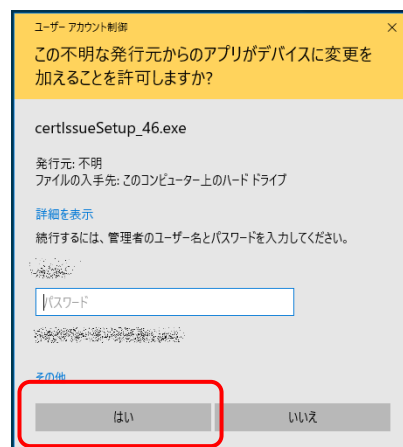 ユーザー アカウント制御
この不明な発行元からのアプリがデバイスに変更を
加えることを許可しますか?
certIssueSetup_46.exe
発行元: 不明
ファイルの入手先: このコンピューター上のハード ドライブ
詳細を表示
続行するには、管理者のユーザー名とパスワードを入力してください。
パスワード
その他
はい
いいえ